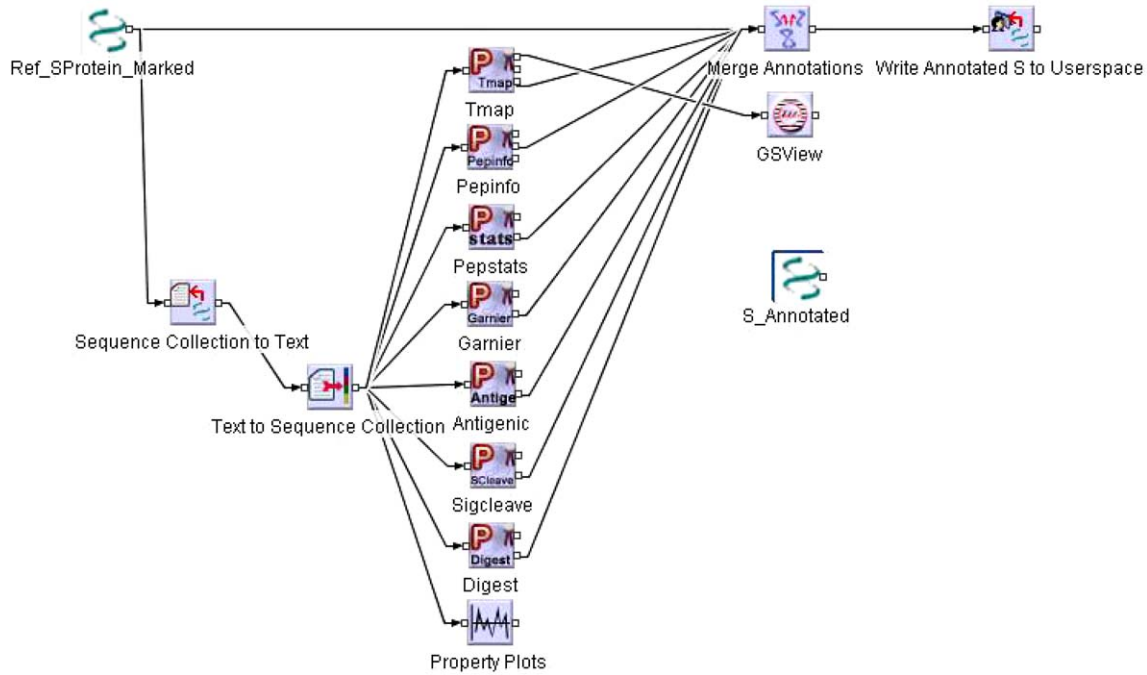 Ref_SProtein_Marked
Merge Annotations
Write Annotated S to Userspace
P
Tmap
Tmap
GSView
P
Pepinfo
Pepinfo
P
stats
Pepstats
S_Annotated
P
Garnier
Garnier
Sequence Collection to Text
P
Antige
Antigenic
Text to Sequence Collection
P
SCleave
Sigcleave
P
Digest
Digest
Property Plots